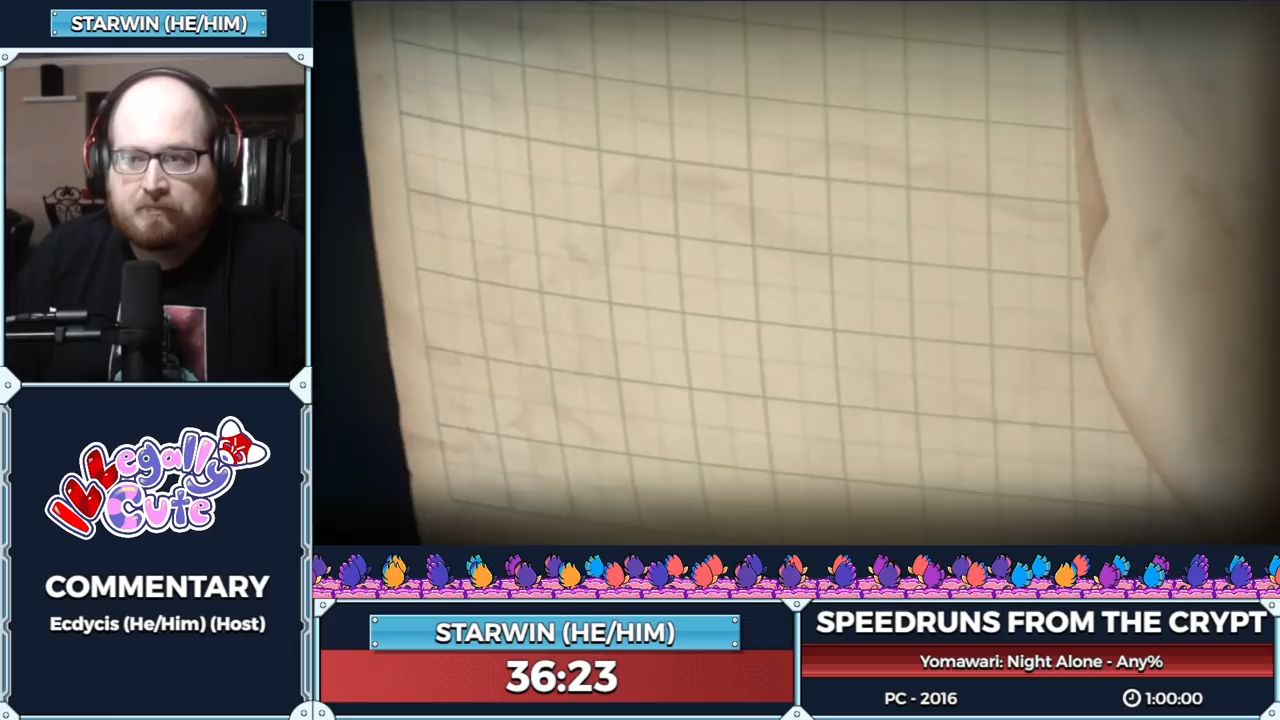 STARWIN (HE/HIM)
Legally
Cute
COMMENTARY
Ecdycis (He/Him) (Host)
STARWIN (HE/HIM)
36:23
SPEEDRUNS FROM THE CRYPT
Yomawari: Night Alone - Any%
PC - 2016
1:00:00